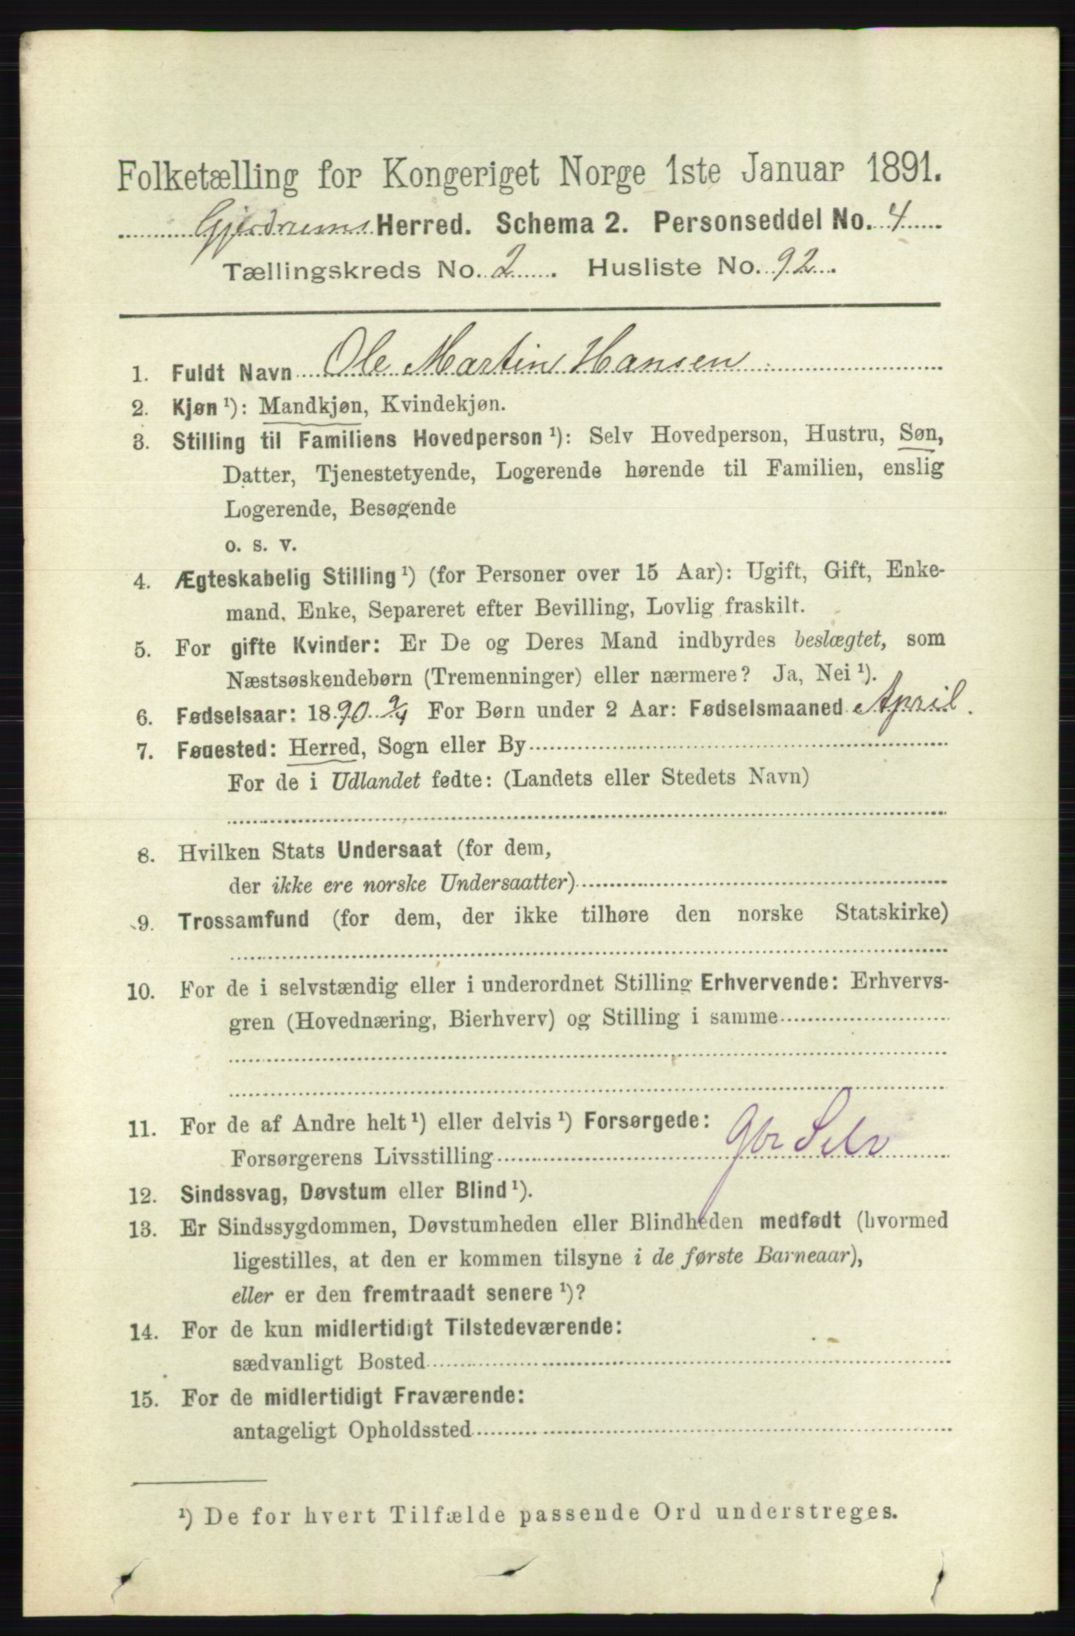 Folketælling for Kongeriget Norge 1ste Januar 1891.
Gjerdrums Herred. Schema 2. Personseddel No. 4
Tællingskreds No. 2. Husliste No. 92.
1. Fuldt Navn Ole Martin Hansen
2. Kjøn ¹): Mandkjøn, Kvindekjøn.
3. Stilling til Familiens Hovedperson ¹): Selv Hovedperson, Hustru, Søn,
Datter, Tjenestetyende, Logerende hørende til Familien, enslig
Logerende, Besøgende
o. s. v.
4. Ægteskabelig Stilling ¹) (for Personer over 15 Aar): Ugift, Gift, Enke-
mand, Enke, Separeret efter Bevilling, Lovlig fraskilt.
5. For gifte Kvinder: Er De og Deres Mand indbyrdes beslægtet, som
Næstsøskendebørn (Tremenninger) eller nærmere? Ja, Nei ¹).
6. Fødselsaar: 1890 For Børn under 2 Aar: Fødselsmaaned April.
7. Føuested: Herred, Sogn eller By
For de i Udlandet fødte: (Landets eller Stedets Navn)
8. Hvilken Stats Undersaat (for dem,
der ikke ere norske Undersaatter)
9. Trossamfund (for dem, der ikke tilhøre den norske Statskirke)
10. For de i selvstændig eller i underordnet Stilling Erhvervende: Erhvervs-
gren (Hovednæring, Bierhverv) og Stilling i samme
11. For de af Andre helt ¹) eller delvis ¹) Forsørgede:
Forsørgerens Livsstilling Gbr Selv
12. Sindssvag, Døvstum eller Blind ¹).
13. Er Sindssygdommen, Døvstumheden eller Blindheden medfødt (hvormed
ligestilles, at den er kommen tilsyne i de første Barneaar),
eller er den fremtraadt senere ¹)?
14. For de kun midlertidigt Tilstedeværende:
sædvanligt Bosted
15. For de midlertidigt Fraværende:
antageligt Opholdssted
¹) De for hvert Tilfælde passende Ord understreges.